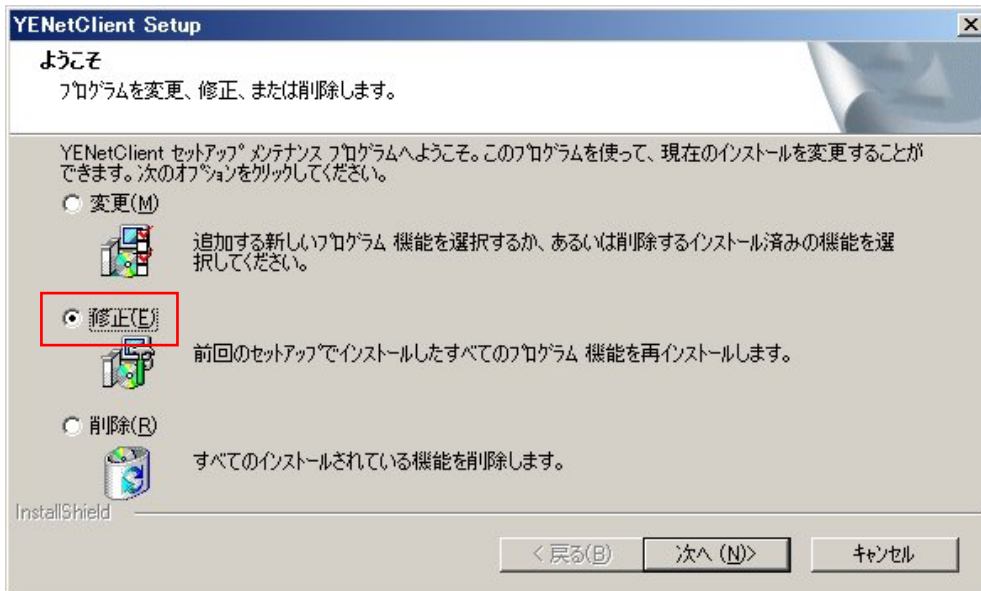 YENetClient Setup
ようこそ
プログラムを変更、修正、または削除します。
YENetClient セットアップ メンテナンス プログラムへようこそ。このプログラムを使って、現在のインストールを変更することが
できます。次のオプションをクリックしてください。
変更(M)
追加する新しいプログラム 機能を選択するか、あるいは削除するインストール済みの機能を選
択してください。
修正(E)
前回のセットアップでインストールしたすべてのプログラム 機能を再インストールします。
削除(R)
すべてのインストールされている機能を削除します。
InstallShield
< 戻る(B)
次へ (N)>
キャンセル